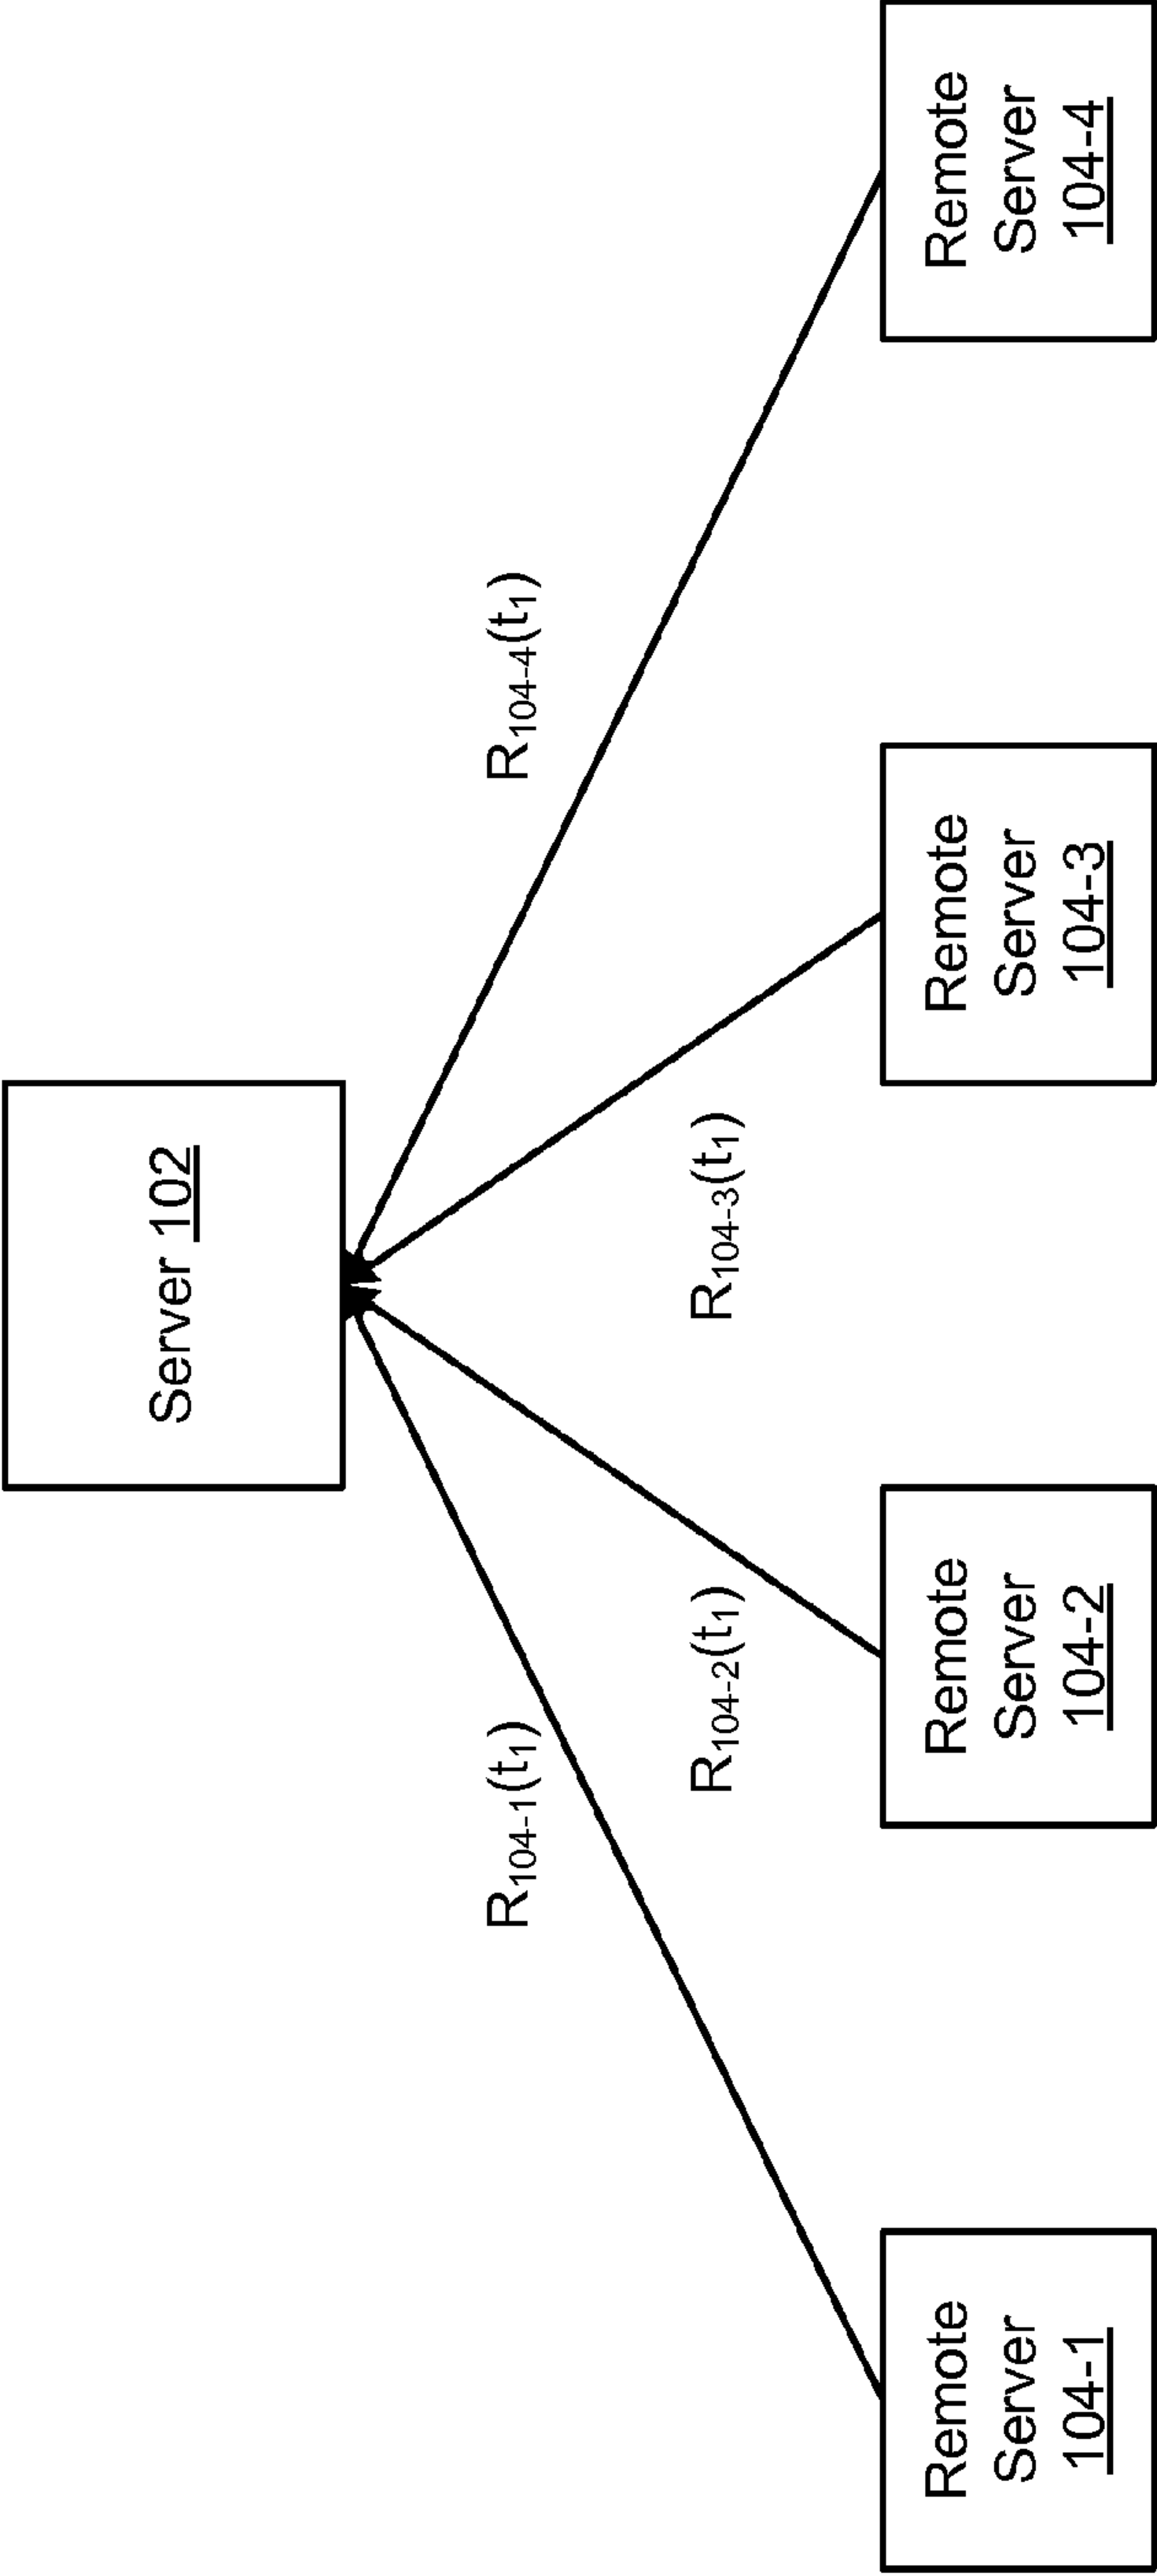 Server 102
R104-1(t1)
R104-4(t1)
R104-2(t1)
R104-3(t1)
Remote
Server
104-1
Remote
Server
104-2
Remote
Server
104-3
Remote
Server
104-4